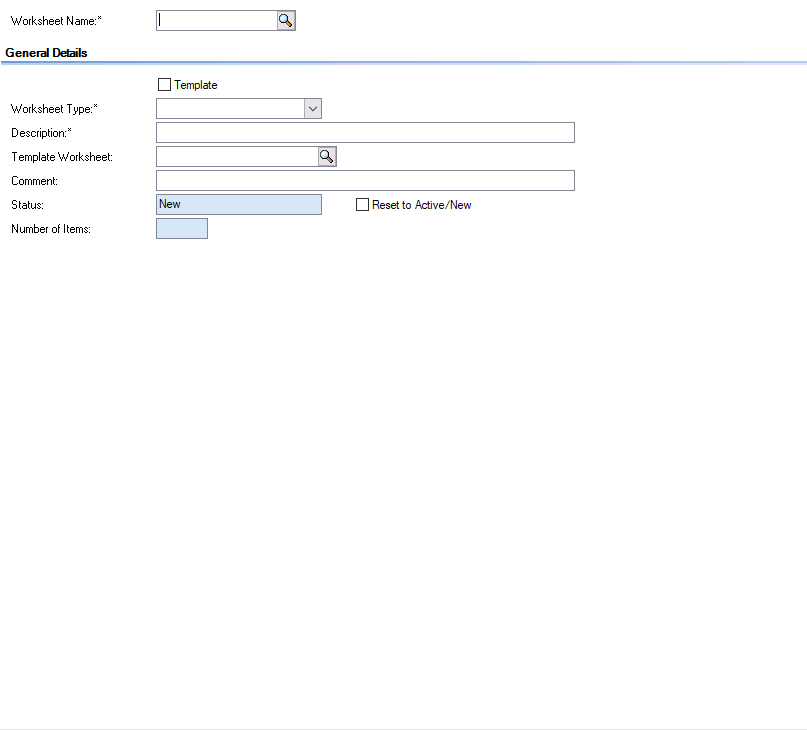 Worksheet Name:*
General Details
Template
Worksheet Type:*
Description:*
Template Worksheet:
Comment:
Status: New Reset to Active/New
Number of Items: